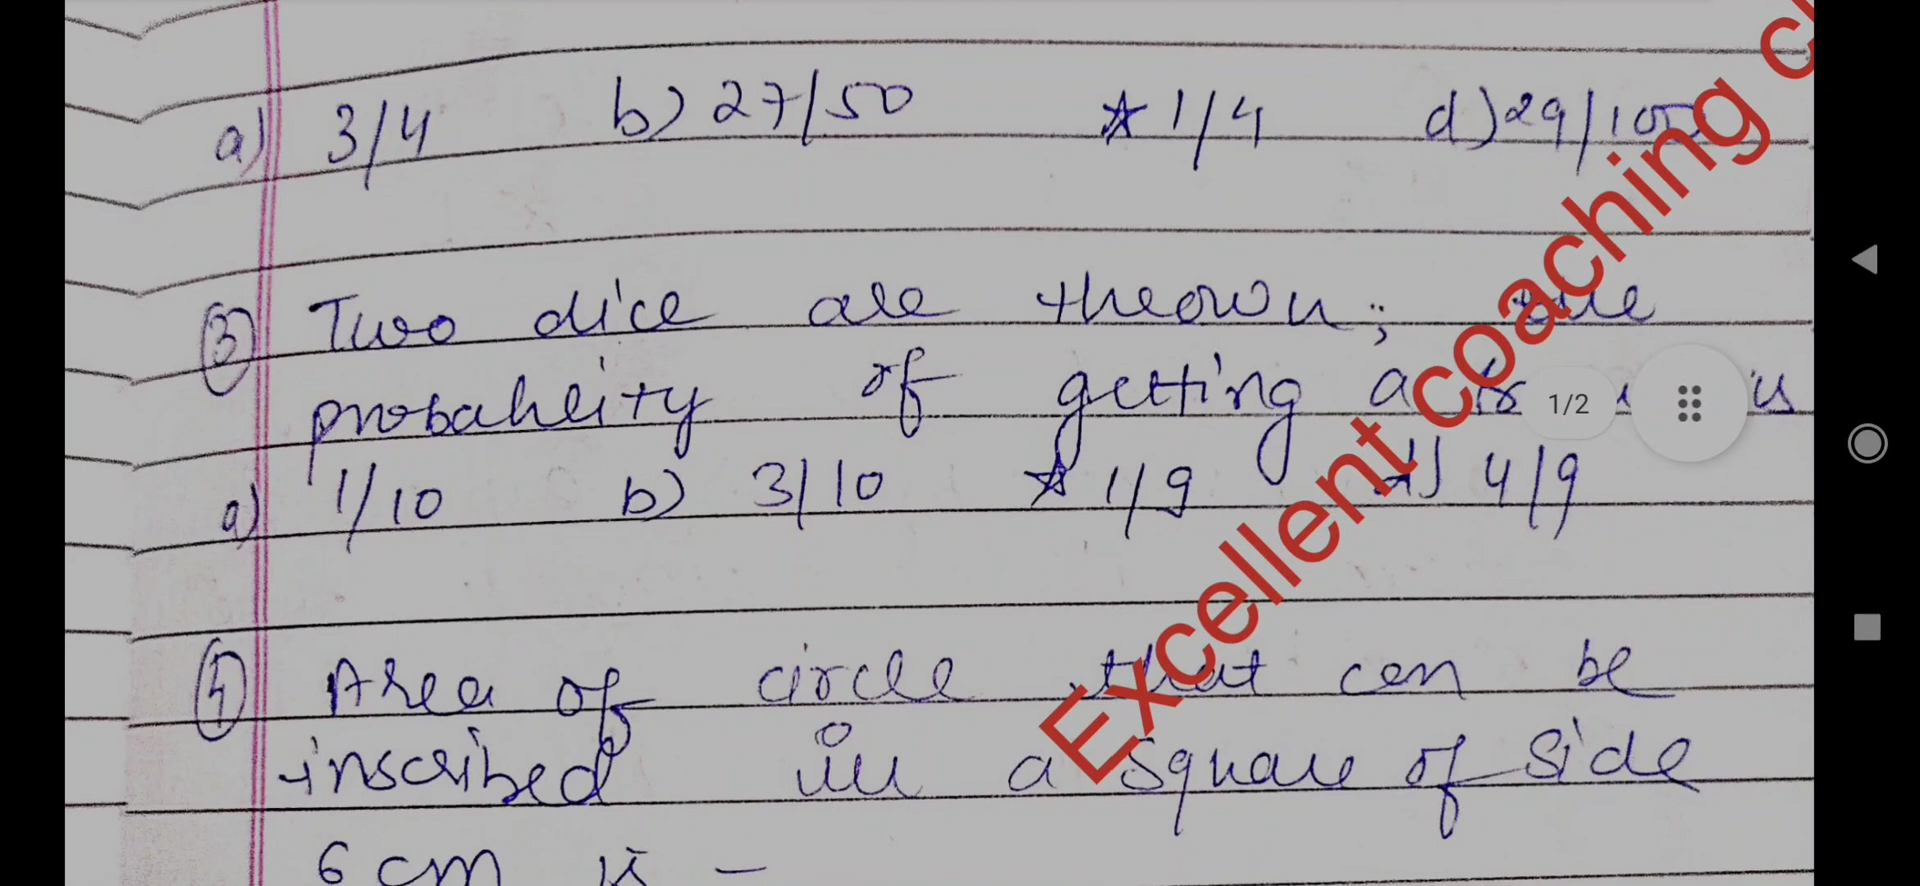 a) 3/4 b) 27/50 ☆ 1/4 d) 29/100
③ Two dice are thrown; the
probability of getting a is
a) 1/10 b) 3/10 ☆ 1/9 d) 4/9
④ Area of circle that can be
inscribed in a square of side
6 cm is -
1/2
Excellent coaching